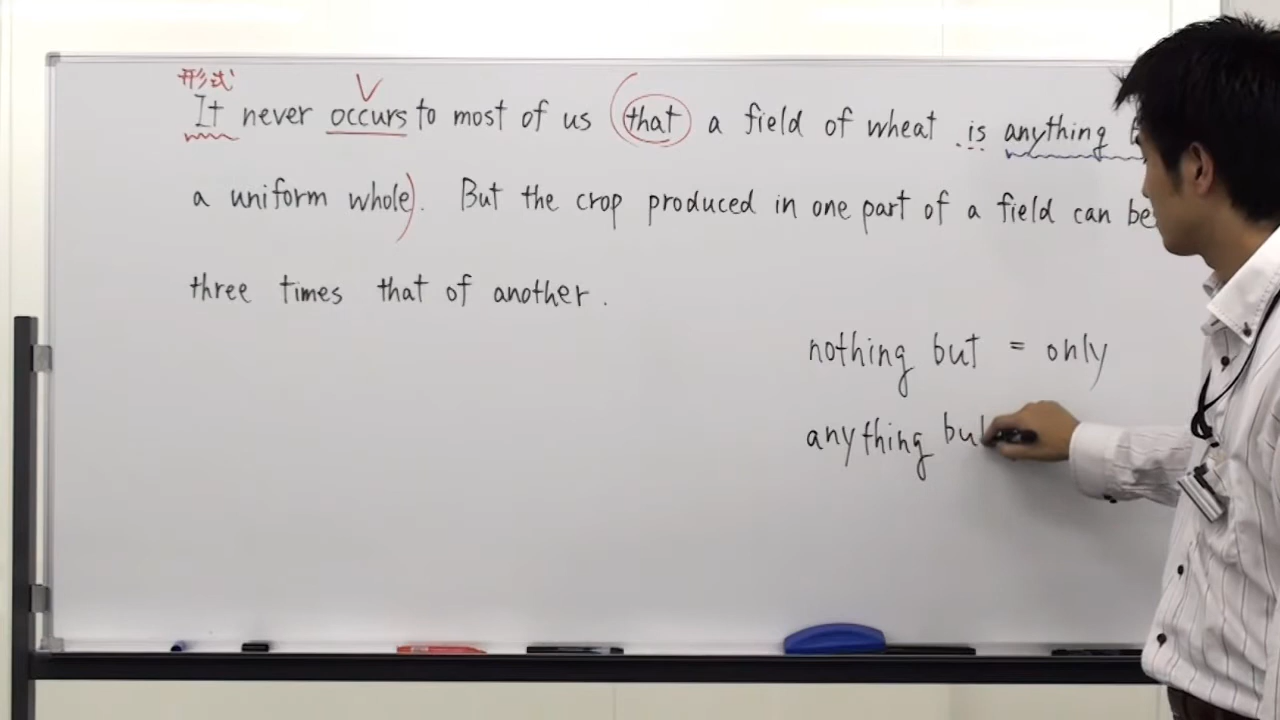 形式 V
It never occurs to most of us (that a field of wheat is anything
a uniform whole). But the crop produced in one part of a field can be
three times that of another.
nothing but = only
anything but